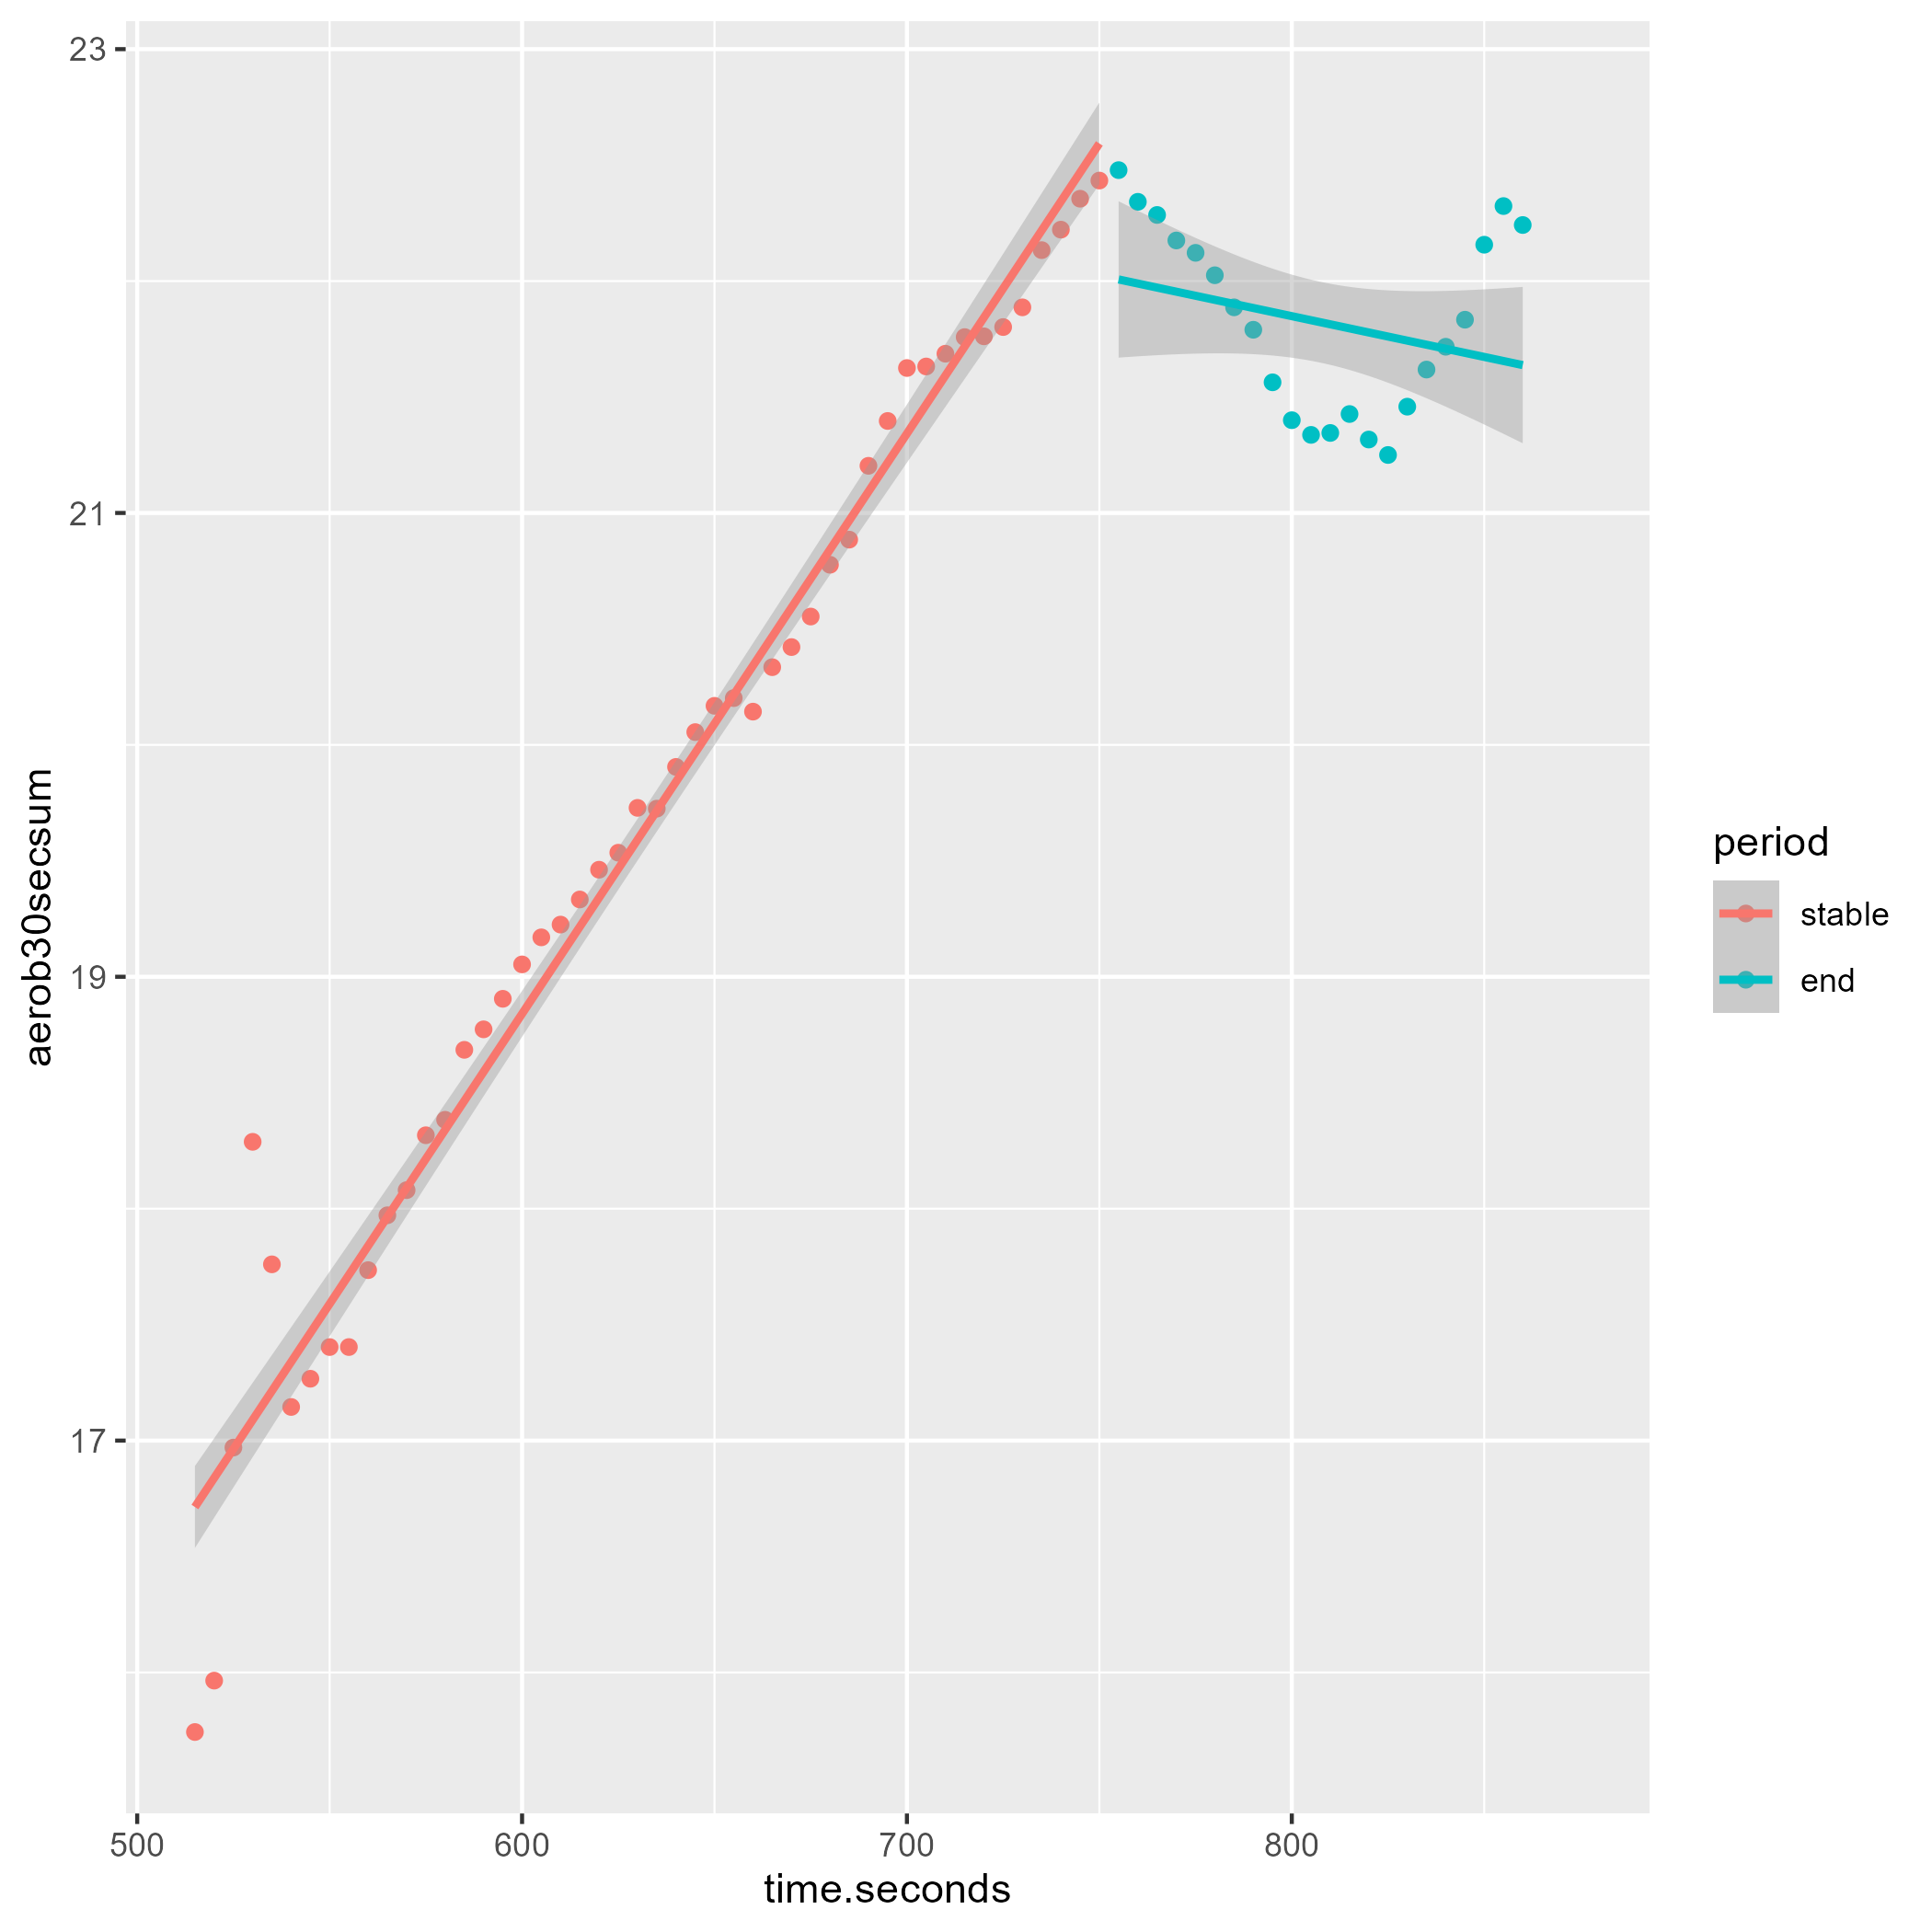 23
21
19
17
aerob30secsum
500 600 700 800
time.seconds
period
stable
end